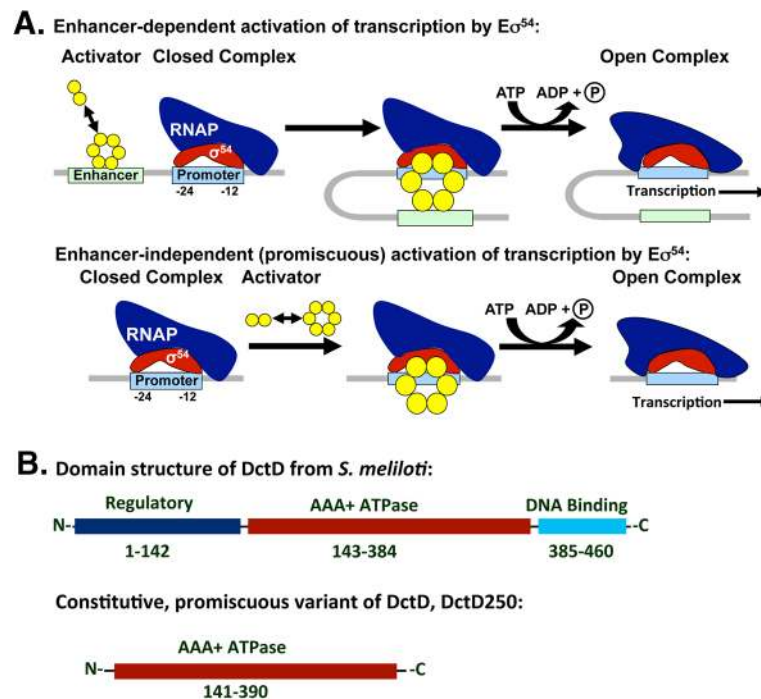 A. Enhancer-dependent activation of transcription by Eσ⁵⁴:
Activator Closed Complex Open Complex
ATP ADP + P
RNAP
σ⁵⁴
Enhancer Promoter
-24 -12
Transcription
Enhancer-independent (promiscuous) activation of transcription by Eσ⁵⁴:
Closed Complex Activator Open Complex
ATP ADP + P
RNAP
σ⁵⁴
Promoter
-24 -12
Transcription
B. Domain structure of DctD from S. meliloti:
Regulatory AAA+ ATPase DNA Binding
N- -C
1-142 143-384 385-460
Constitutive, promiscuous variant of DctD, DctD250:
AAA+ ATPase
N- -C
141-390